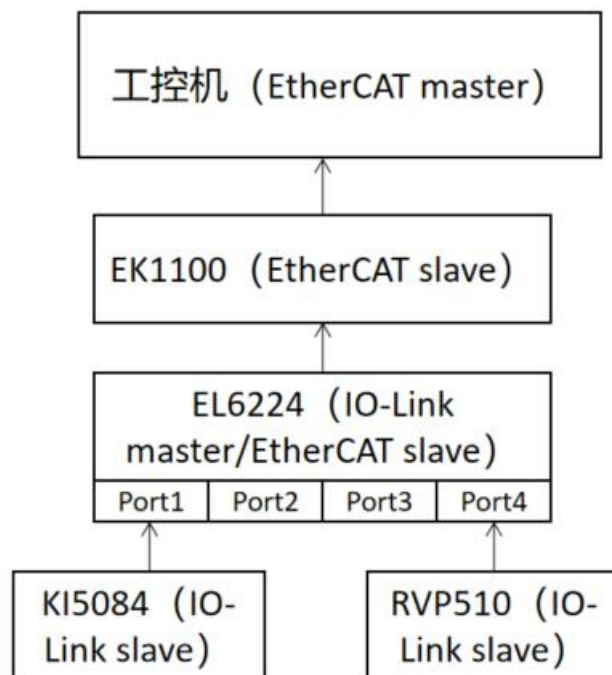 工控机（EtherCAT master）
EK1100（EtherCAT slave）
EL6224（IO-Link
master/EtherCAT slave）
Port1 Port2 Port3 Port4
KI5084（IO-
Link slave）
RVP510（IO-
Link slave）